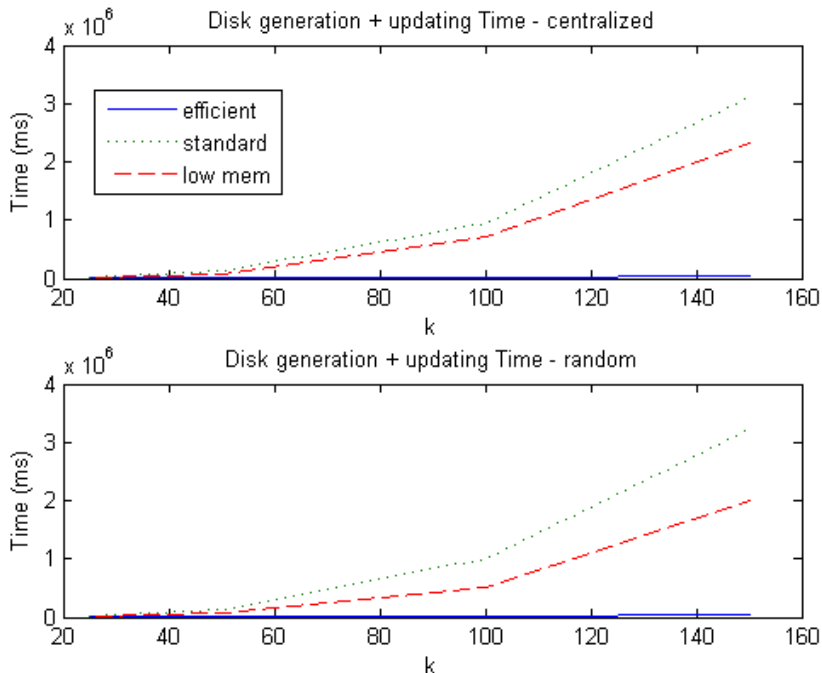 Disk generation + updating Time - centralized
x 10^6
4
3
2
1
0
Time (ms)
efficient
standard
low mem
20 40 60 80 100 120 140 160
k
Disk generation + updating Time - random
x 10^6
4
3
2
1
0
Time (ms)
20 40 60 80 100 120 140 160
k